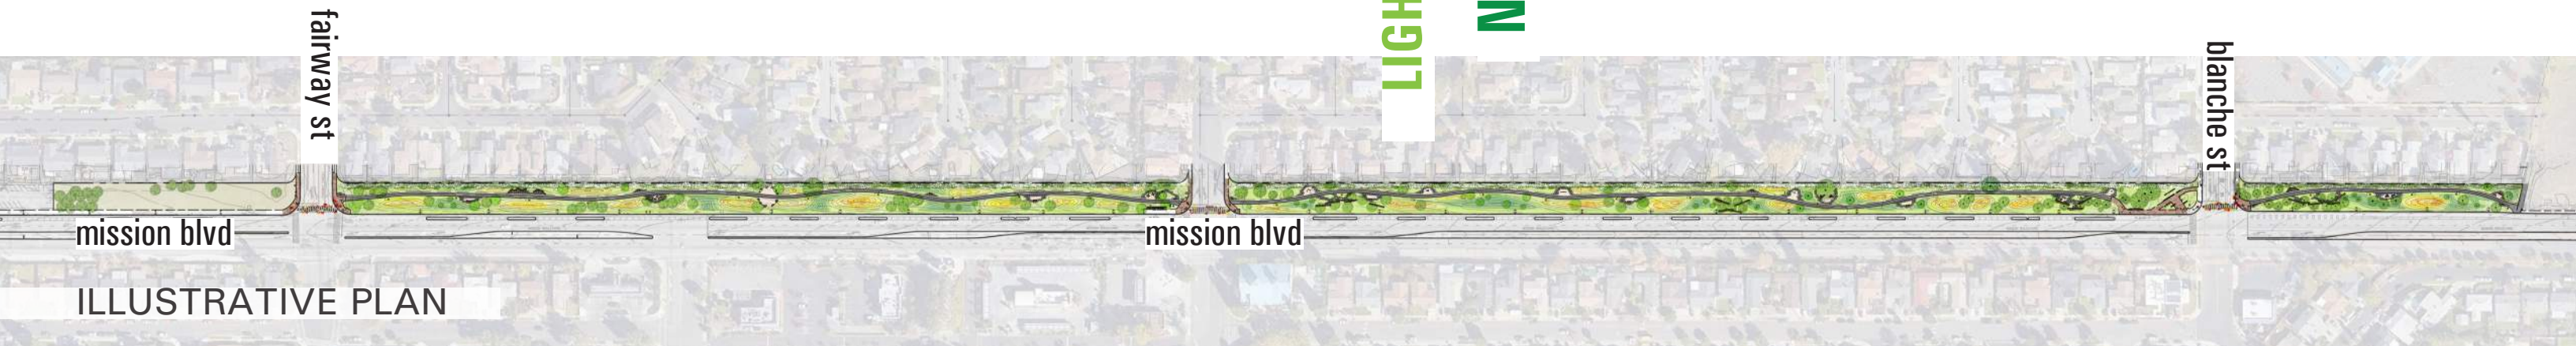 fairway st
LIGH
N
blanche st
mission blvd
mission blvd
ILLUSTRATIVE PLAN